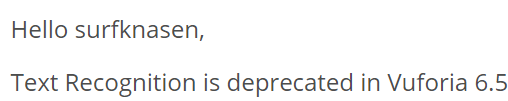 Hello surfknasen,
Text Recognition is deprecated in Vuforia 6.5